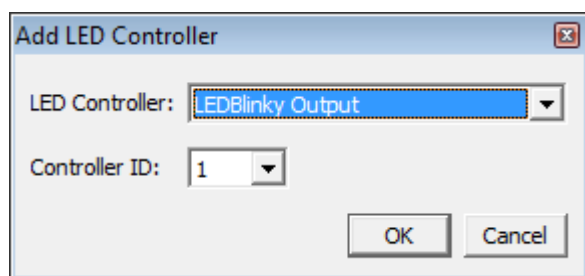 Add LED Controller
LED Controller: LEDBlinky Output
Controller ID: 1
OK Cancel